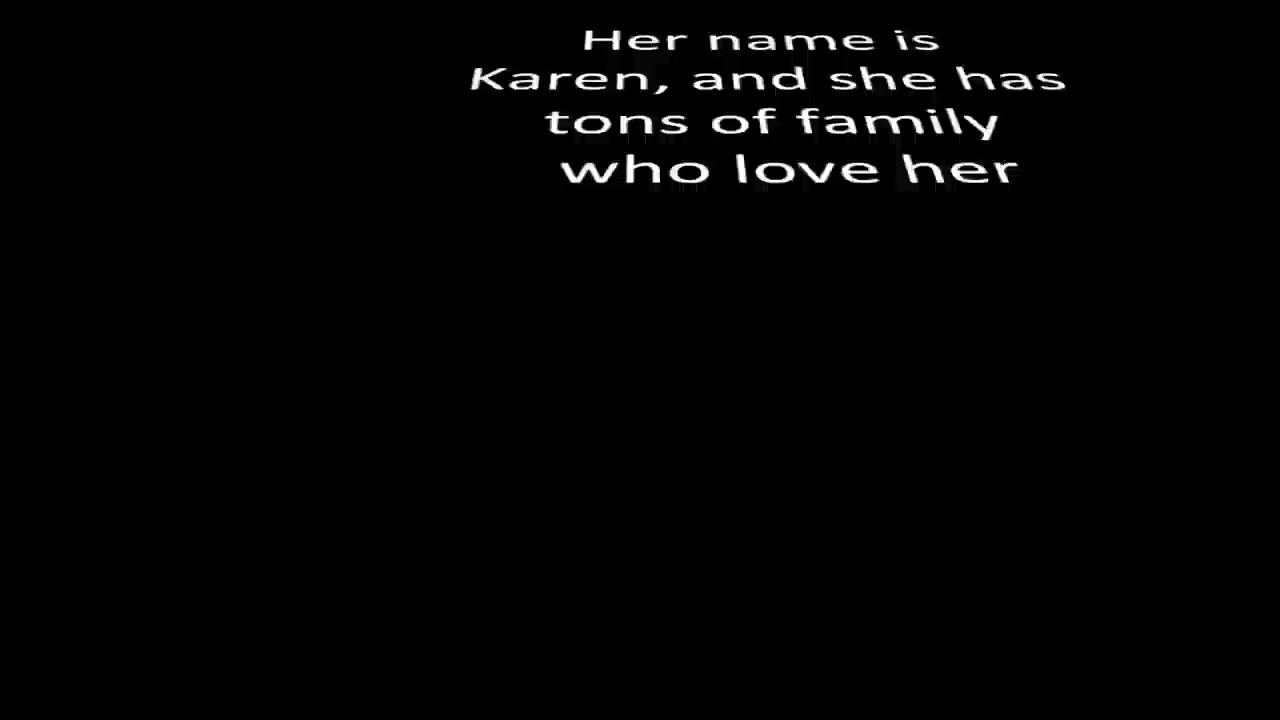 Her name is
Karen, and she has
tons of family
who love her